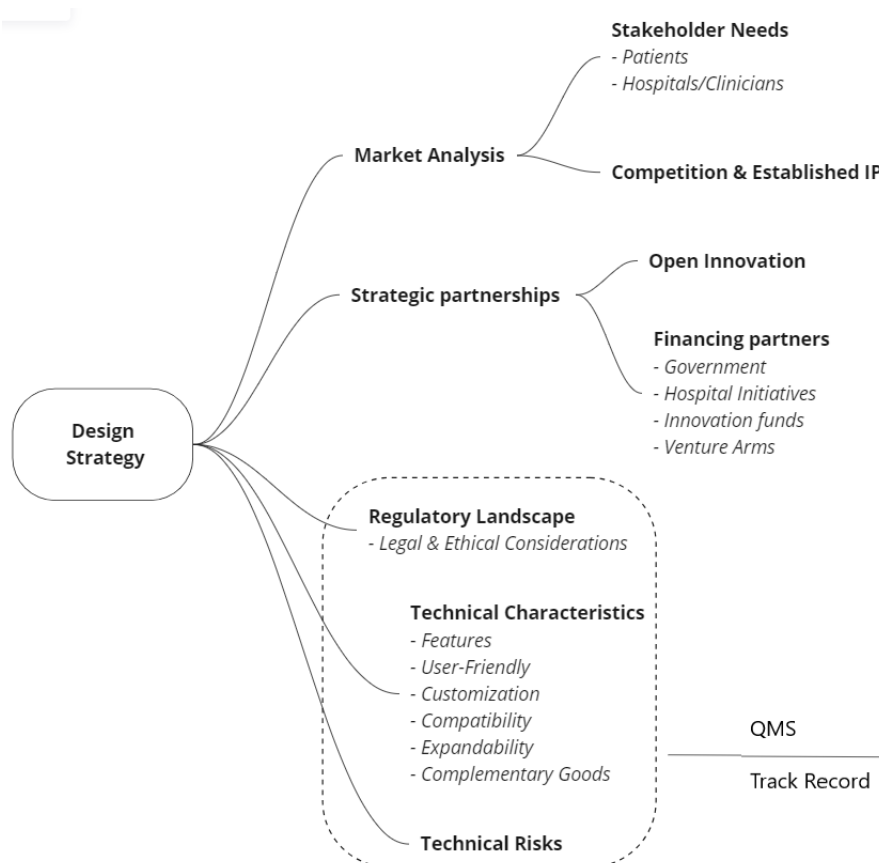 Stakeholder Needs
- Patients
- Hospitals/Clinicians
Market Analysis
Competition & Established IP
Open Innovation
Strategic partnerships
Financing partners
- Government
- Hospital Initiatives
- Innovation funds
- Venture Arms
Design
Strategy
Regulatory Landscape
- Legal & Ethical Considerations
Technical Characteristics
- Features
- User-Friendly
- Customization
- Compatibility
- Expandability
- Complementary Goods
QMS
Track Record
Technical Risks